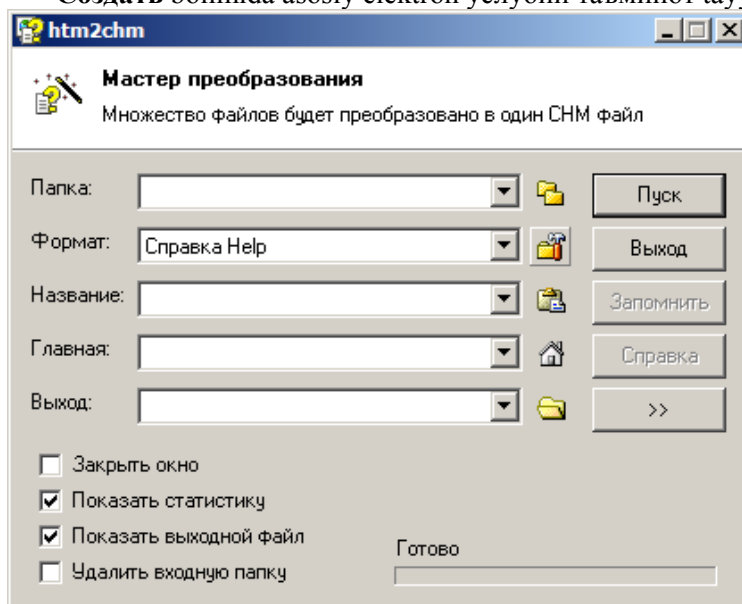 Создать
htm2chm
Мастер преобразования
Множество файлов будет преобразовано в один CHM файл
Папка:
Пуск
Формат: Справка Help
Выход
Название:
Запомнить
Главная:
Справка
Выход:
>>
Закрыть окно
Показать статистику
Показать выходной файл
Готово
Удалить входную папку